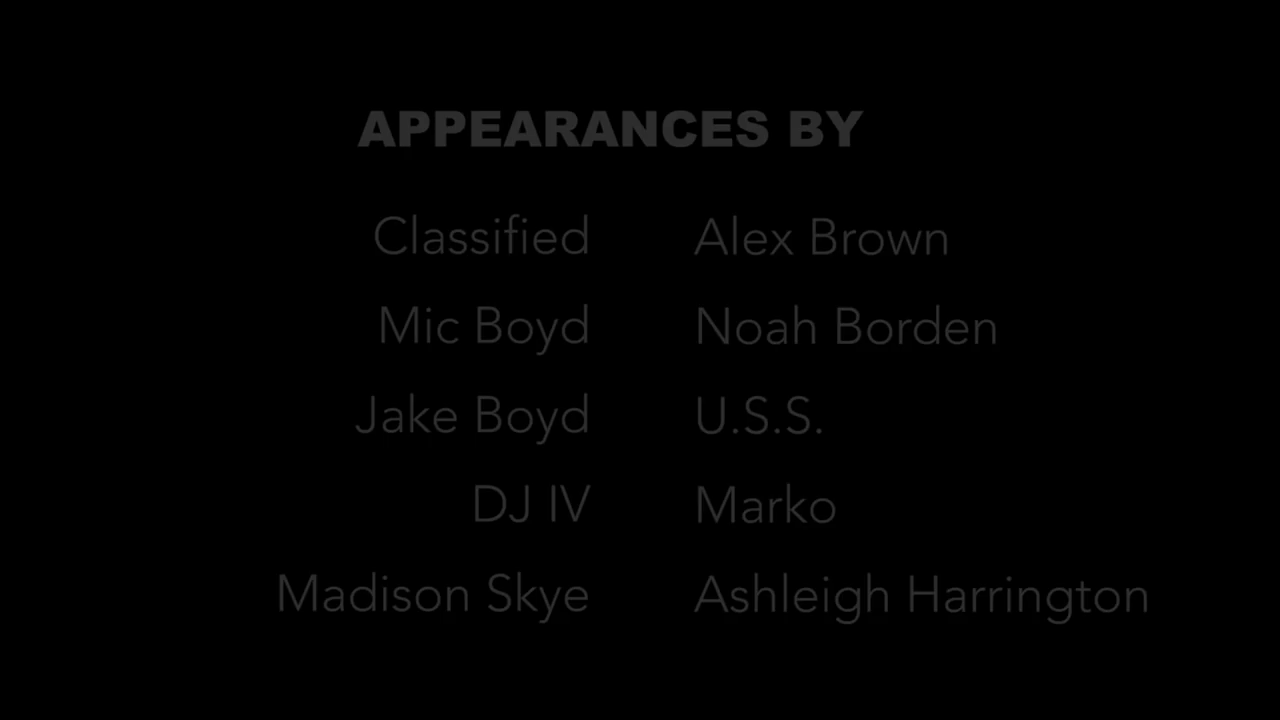 APPEARANCES BY
Classified Alex Brown
Mic Boyd Noah Borden
Jake Boyd U.S.S.
DJ IV Marko
Madison Skye Ashleigh Harrington